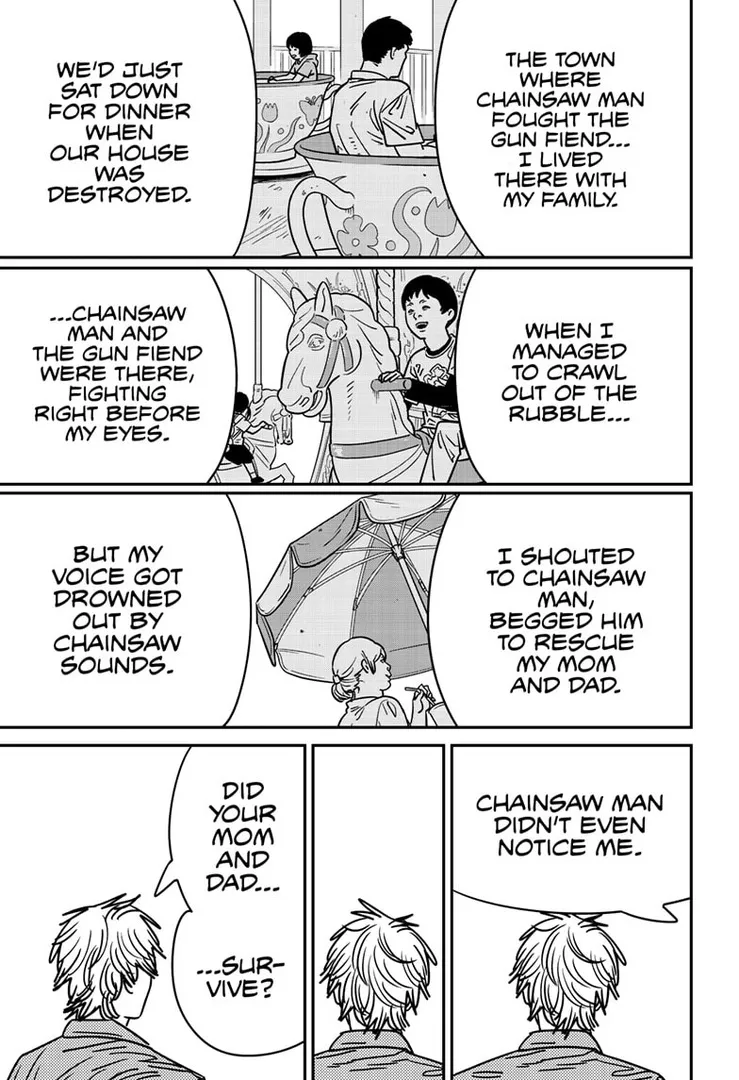 THE TOWN
WHERE
CHAINSAW MAN
FOUGHT THE
GUN FIEND...
I LIVED
THERE WITH
MY FAMILY.
WE'D JUST
SAT DOWN
FOR DINNER
WHEN
OUR HOUSE
WAS
DESTROYED.
WHEN I
MANAGED
TO CRAWL
OUT OF THE
RUBBLE...
...CHAINSAW
MAN AND
THE GUN FIEND
WERE THERE,
FIGHTING
RIGHT BEFORE
MY EYES.
I SHOUTED
TO CHAINSAW
MAN,
BEGGED HIM
TO RESCUE
MY MOM
AND DAD.
BUT MY
VOICE GOT
DROWNED
OUT BY
CHAINSAW
SOUNDS.
CHAINSAW MAN
DIDN'T EVEN
NOTICE ME.
DID
YOUR
MOM
AND
DAD...
...SUR-
VIVE?